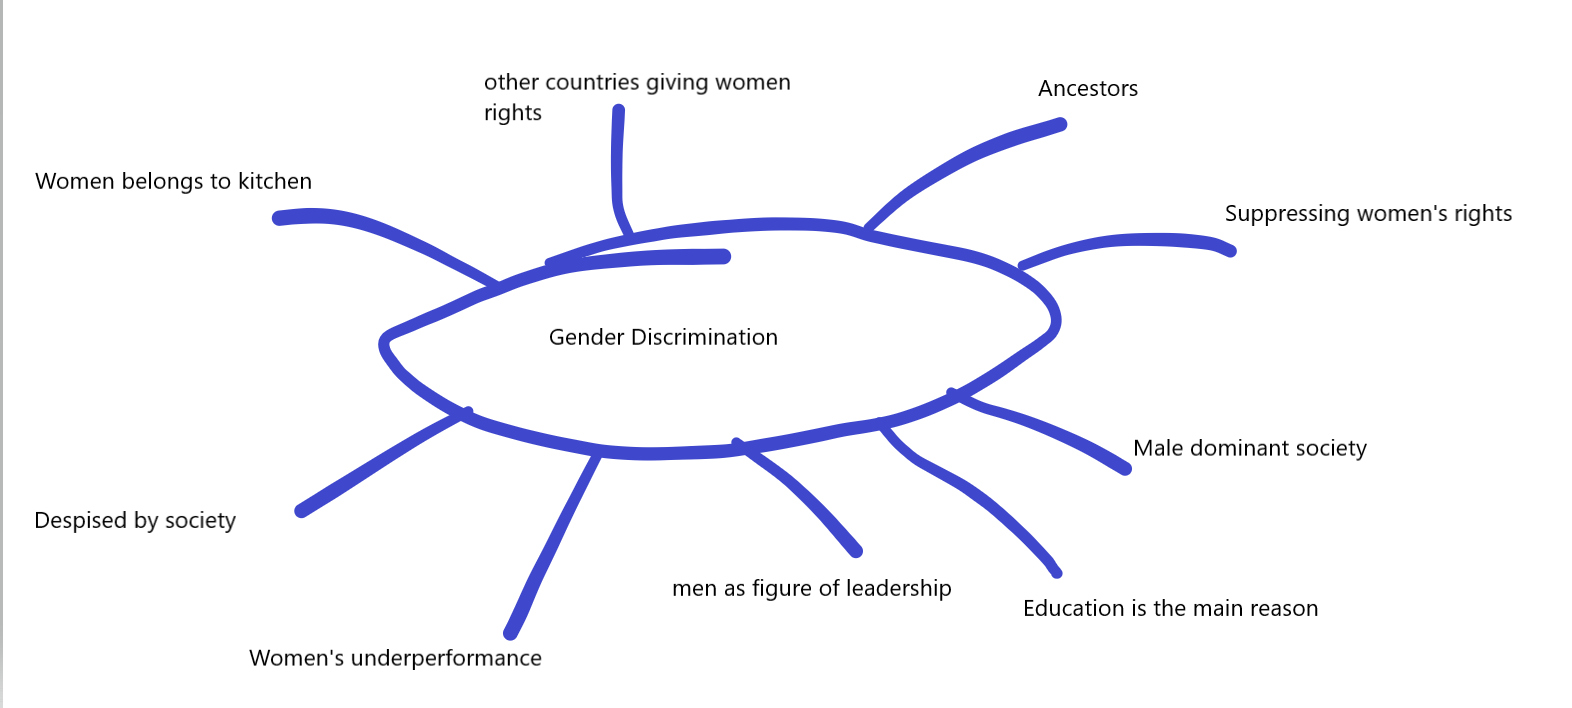 other countries giving women
rights
Ancestors
Women belongs to kitchen
Suppressing women's rights
Gender Discrimination
Male dominant society
Despised by society
men as figure of leadership
Education is the main reason
Women's underperformance